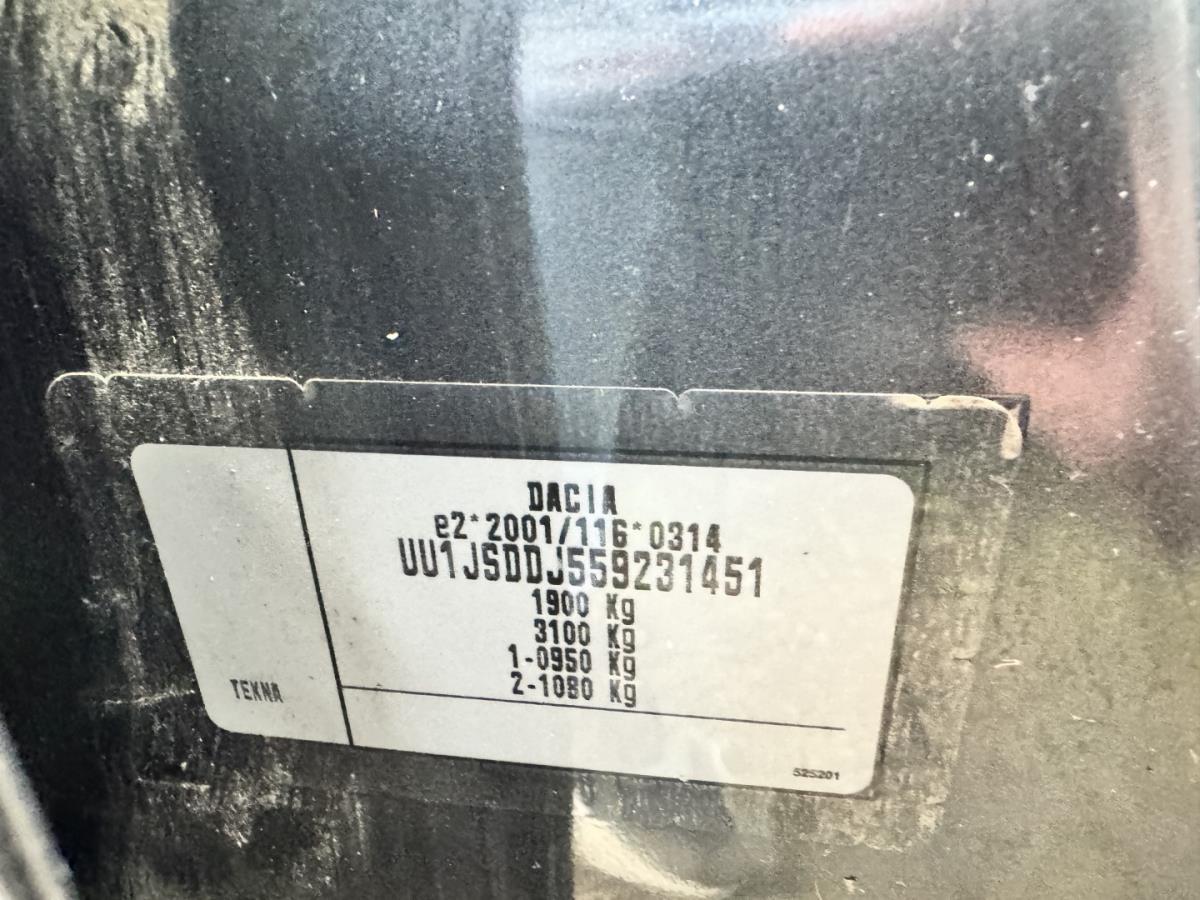 DACIA
e2*2001/116*0314
UU1JSDDJ559231451
1900 Kg
3100 Kg
1-0950 Kg
2-1080 Kg
TEKNA
525201